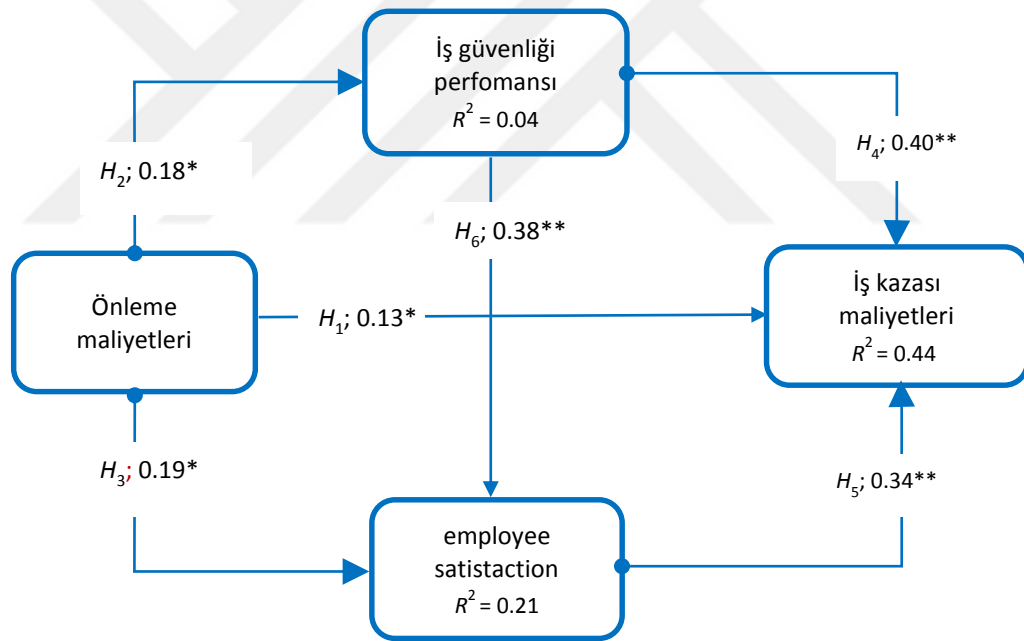 İş güvenliği
perfomansı
R² = 0.04
H₂; 0.18*
H₄; 0.40**
H₆; 0.38**
Önleme
maliyetleri
H₁; 0.13*
İş kazası
maliyetleri
R² = 0.44
H₃; 0.19*
H₅; 0.34**
employee
satistaction
R² = 0.21